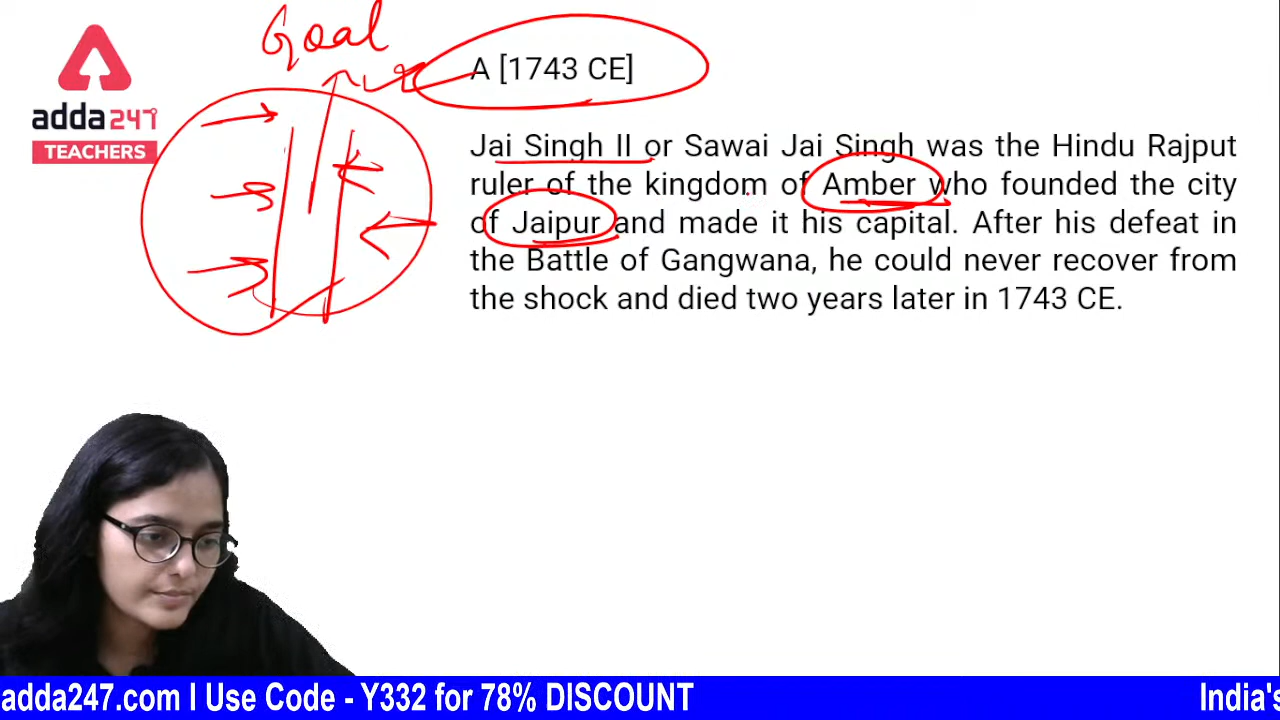 Goal
A [1743 CE]
adda247
TEACHERS
Jai Singh II or Sawai Jai Singh was the Hindu Rajput
ruler of the kingdom of Amber who founded the city
of Jaipur and made it his capital. After his defeat in
the Battle of Gangwana, he could never recover from
the shock and died two years later in 1743 CE.
adda247.com I Use Code - Y332 for 78% DISCOUNT
India's